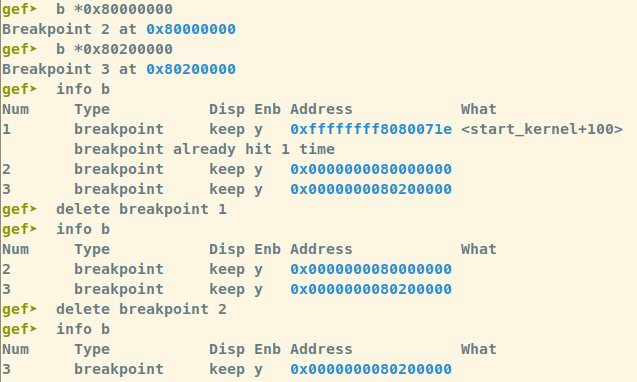 gef➤  b *0x80000000
Breakpoint 2 at 0x80000000
gef➤  b *0x80200000
Breakpoint 3 at 0x80200000
gef➤  info b
Num     Type           Disp Enb Address            What
1       breakpoint     keep y   0xffffffff8080071e <start_kernel+100>
        breakpoint already hit 1 time
2       breakpoint     keep y   0x0000000080000000
3       breakpoint     keep y   0x0000000080200000
gef➤  delete breakpoint 1
gef➤  info b
Num     Type           Disp Enb Address            What
2       breakpoint     keep y   0x0000000080000000
3       breakpoint     keep y   0x0000000080200000
gef➤  delete breakpoint 2
gef➤  info b
Num     Type           Disp Enb Address            What
3       breakpoint     keep y   0x0000000080200000